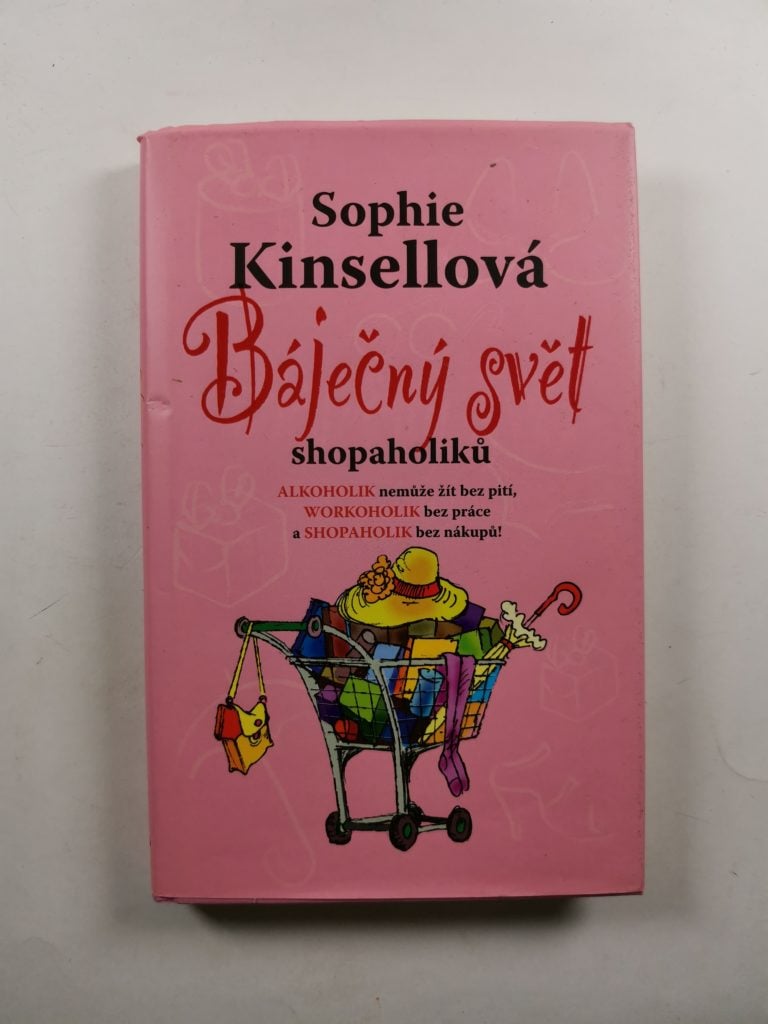 Sophie
Kinsellová
Báječný svět
shopaholiků
ALKOHOLIK nemůže žít bez pití,
WORKOHOLIK bez práce
a SHOPAHOLIK bez nákupů!